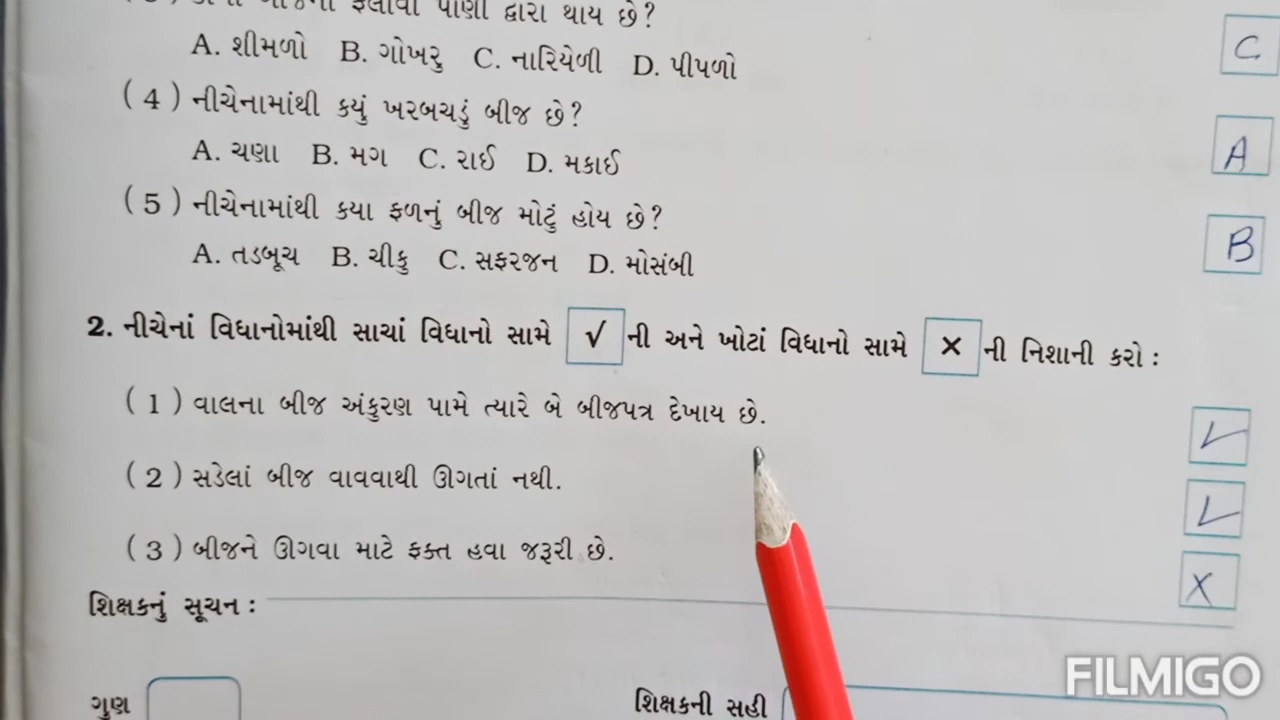 પાણી દ્વારા થાય છે?
A. શીમળો B. ગોખરુ C. નારિયેળી D. પીપળો
C
( 4 ) નીચેનામાંથી કયું ખરબચડું બીજ છે?
A. ચણા B. મગ C. રાઈ D. મકાઈ
A
( 5 ) નીચેનામાંથી કયા ફળનું બીજ મોટું હોય છે?
A. તડબૂચ B. ચીકુ C. સફરજન D. મોસંબી
B
2. નીચેનાં વિધાનોમાંથી સાચાં વિધાનો સામે √ ની અને ખોટાં વિધાનો સામે × ની નિશાની કરો :
( 1 ) વાલના બીજ અંકુરણ પામે ત્યારે બે બીજપત્ર દેખાય છે. ✓
( 2 ) સડેલાં બીજ વાવવાથી ઊગતાં નથી. ✓
( 3 ) બીજને ઊગવા માટે ફક્ત હવા જરૂરી છે. X
શિક્ષકનું સૂચન :
ગુણ શિક્ષકની સહી
FILMIGO